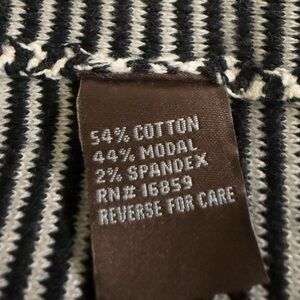 54% COTTON
44% MODAL
2% SPANDEX
RN# 16859
REVERSE FOR CARE